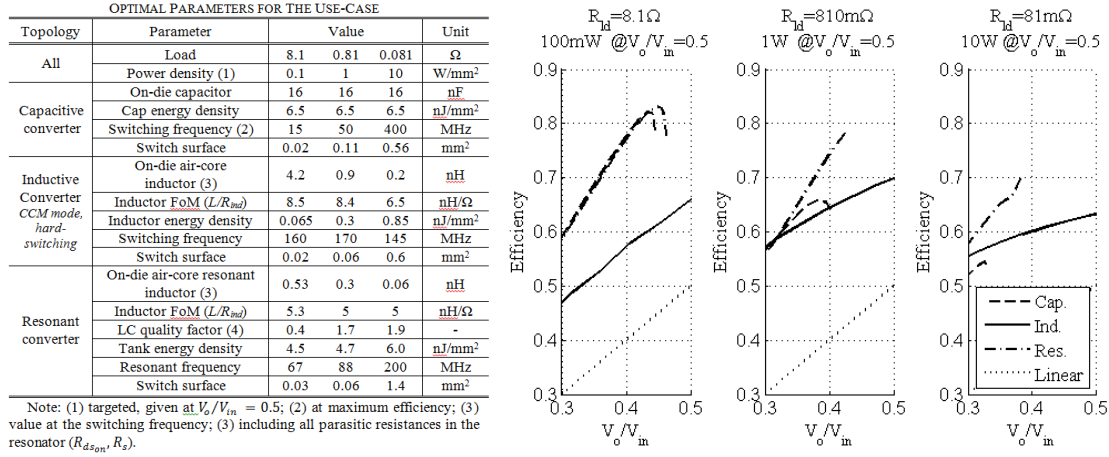 OPTIMAL PARAMETERS FOR THE USE-CASE
Topology Parameter Value Unit
All Load 8.1 0.81 0.081 Ω
Power density (1) 0.1 1 10 W/mm²
Capacitive converter On-die capacitor 16 16 16 nF
Cap energy density 6.5 6.5 6.5 nJ/mm²
Switching frequency (2) 15 50 400 MHz
Switch surface 0.02 0.11 0.56 mm²
Inductive Converter CCM mode, hard-switching On-die air-core inductor (3) 4.2 0.9 0.2 nH
Inductor FoM (L/Rind) 8.5 8.4 6.5 nH/Ω
Inductor energy density 0.065 0.3 0.85 nJ/mm²
Switching frequency 160 170 145 MHz
Switch surface 0.02 0.06 0.6 mm²
Resonant converter On-die air-core resonant inductor (3) 0.53 0.3 0.06 nH
Inductor FoM (L/Rind) 5.3 5 5 nH/Ω
LC quality factor (4) 0.4 1.7 1.9 -
Tank energy density 4.5 4.7 6.0 nJ/mm²
Resonant frequency 67 88 200 MHz
Switch surface 0.03 0.06 1.4 mm²
Note: (1) targeted, given at Vo/Vin = 0.5; (2) at maximum efficiency; (3)
value at the switching frequency; (3) including all parasitic resistances in the
resonator (Rdson, Rs).
Rld=8.1Ω
100mW @Vo/Vin=0.5
0.9
0.8
0.7
0.6
0.5
0.4
0.3
Efficiency
0.3 0.4 0.5
Vo/Vin
Rld=810mΩ
1W @Vo/Vin=0.5
0.9
0.8
0.7
0.6
0.5
0.4
0.3
Efficiency
0.3 0.4 0.5
Vo/Vin
Rld=81mΩ
10W @Vo/Vin=0.5
0.9
0.8
0.7
0.6
0.5
0.4
0.3
Efficiency
Cap.
Ind.
Res.
Linear
0.3 0.4 0.5
Vo/Vin